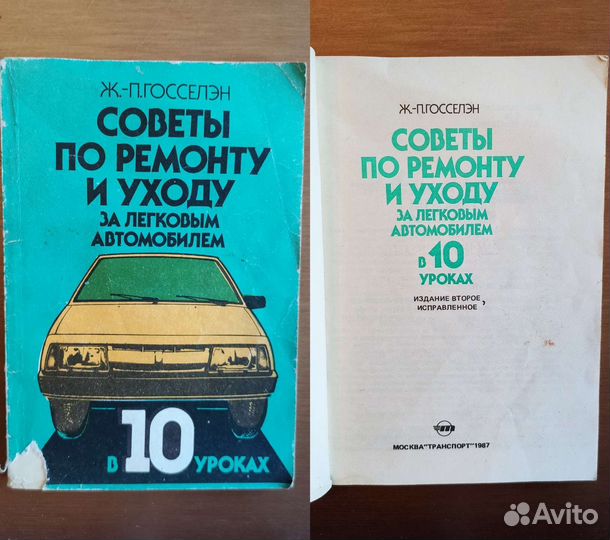 Ж.-П.ГОССЕЛЭН
СОВЕТЫ
ПО РЕМОНТУ
И УХОДУ
ЗА ЛЕГКОВЫМ
АВТОМОБИЛЕМ
В 10 УРОКАХ
Ж.-П.ГОССЕЛЭН
СОВЕТЫ
ПО РЕМОНТУ
И УХОДУ
ЗА ЛЕГКОВЫМ
АВТОМОБИЛЕМ
В 10
УРОКАХ
ИЗДАНИЕ ВТОРОЕ,
ИСПРАВЛЕННОЕ
МОСКВА "ТРАНСПОРТ" 1987
Avito